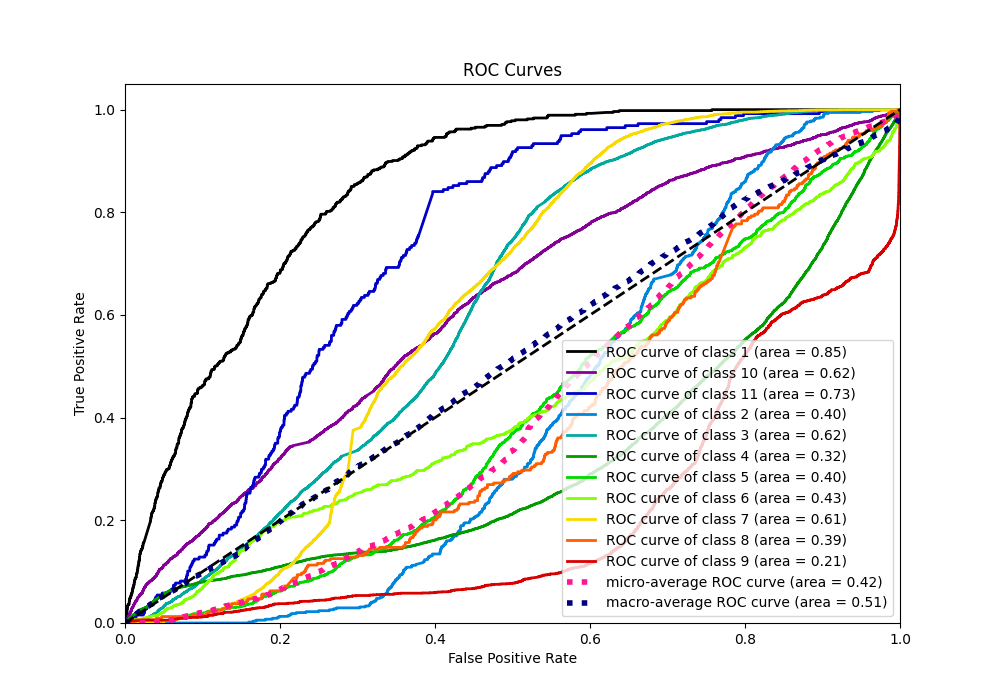 ROC Curves
1.0
0.8
0.6
0.4
0.2
0.0
True Positive Rate
ROC curve of class 1 (area = 0.85)
ROC curve of class 10 (area = 0.62)
ROC curve of class 11 (area = 0.73)
ROC curve of class 2 (area = 0.40)
ROC curve of class 3 (area = 0.62)
ROC curve of class 4 (area = 0.32)
ROC curve of class 5 (area = 0.40)
ROC curve of class 6 (area = 0.43)
ROC curve of class 7 (area = 0.61)
ROC curve of class 8 (area = 0.39)
ROC curve of class 9 (area = 0.21)
micro-average ROC curve (area = 0.42)
macro-average ROC curve (area = 0.51)
0.0 0.2 0.4 0.6 0.8 1.0
False Positive Rate